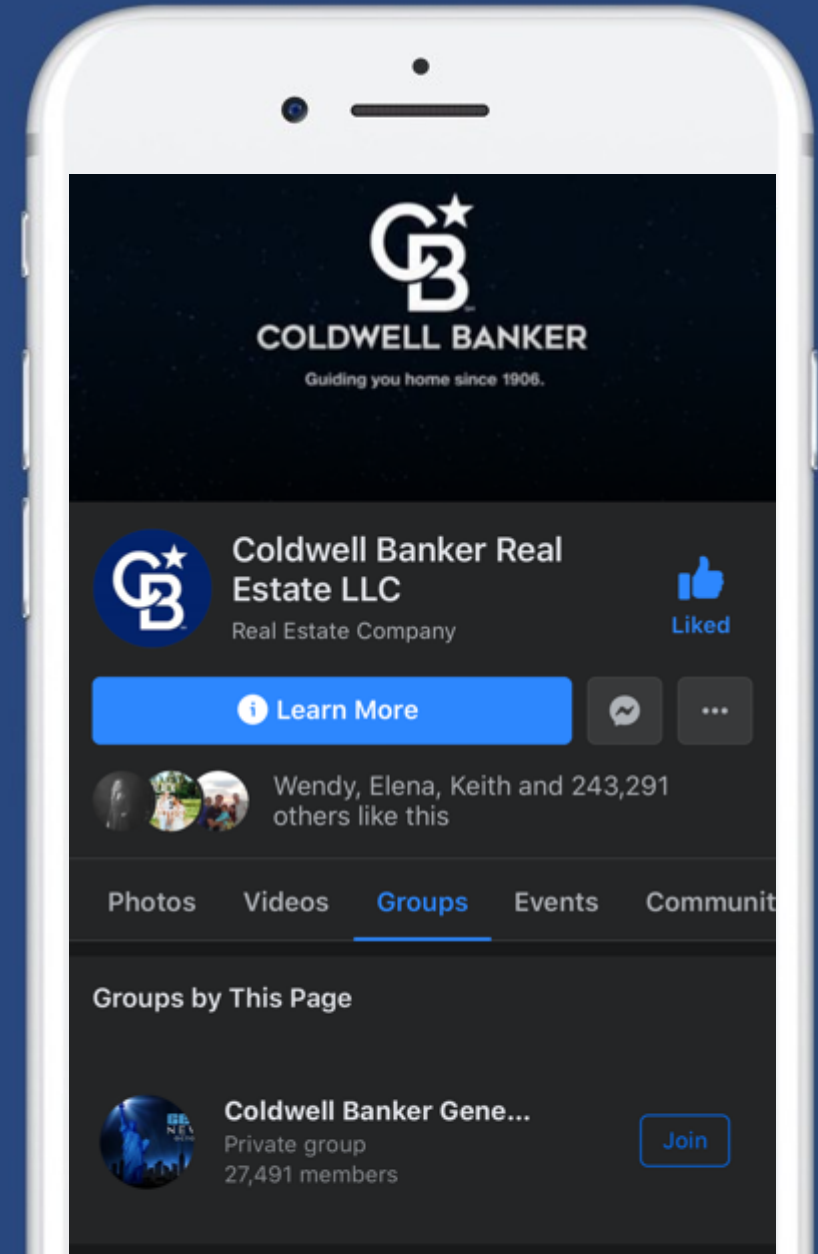 CB
COLDWELL BANKER
Guiding you home since 1906.
CB
Coldwell Banker Real
Estate LLC
Real Estate Company
Liked
Learn More
Wendy, Elena, Keith and 243,291
others like this
Photos Videos Groups Events Communit
Groups by This Page
Coldwell Banker Gene...
Private group
27,491 members
Join